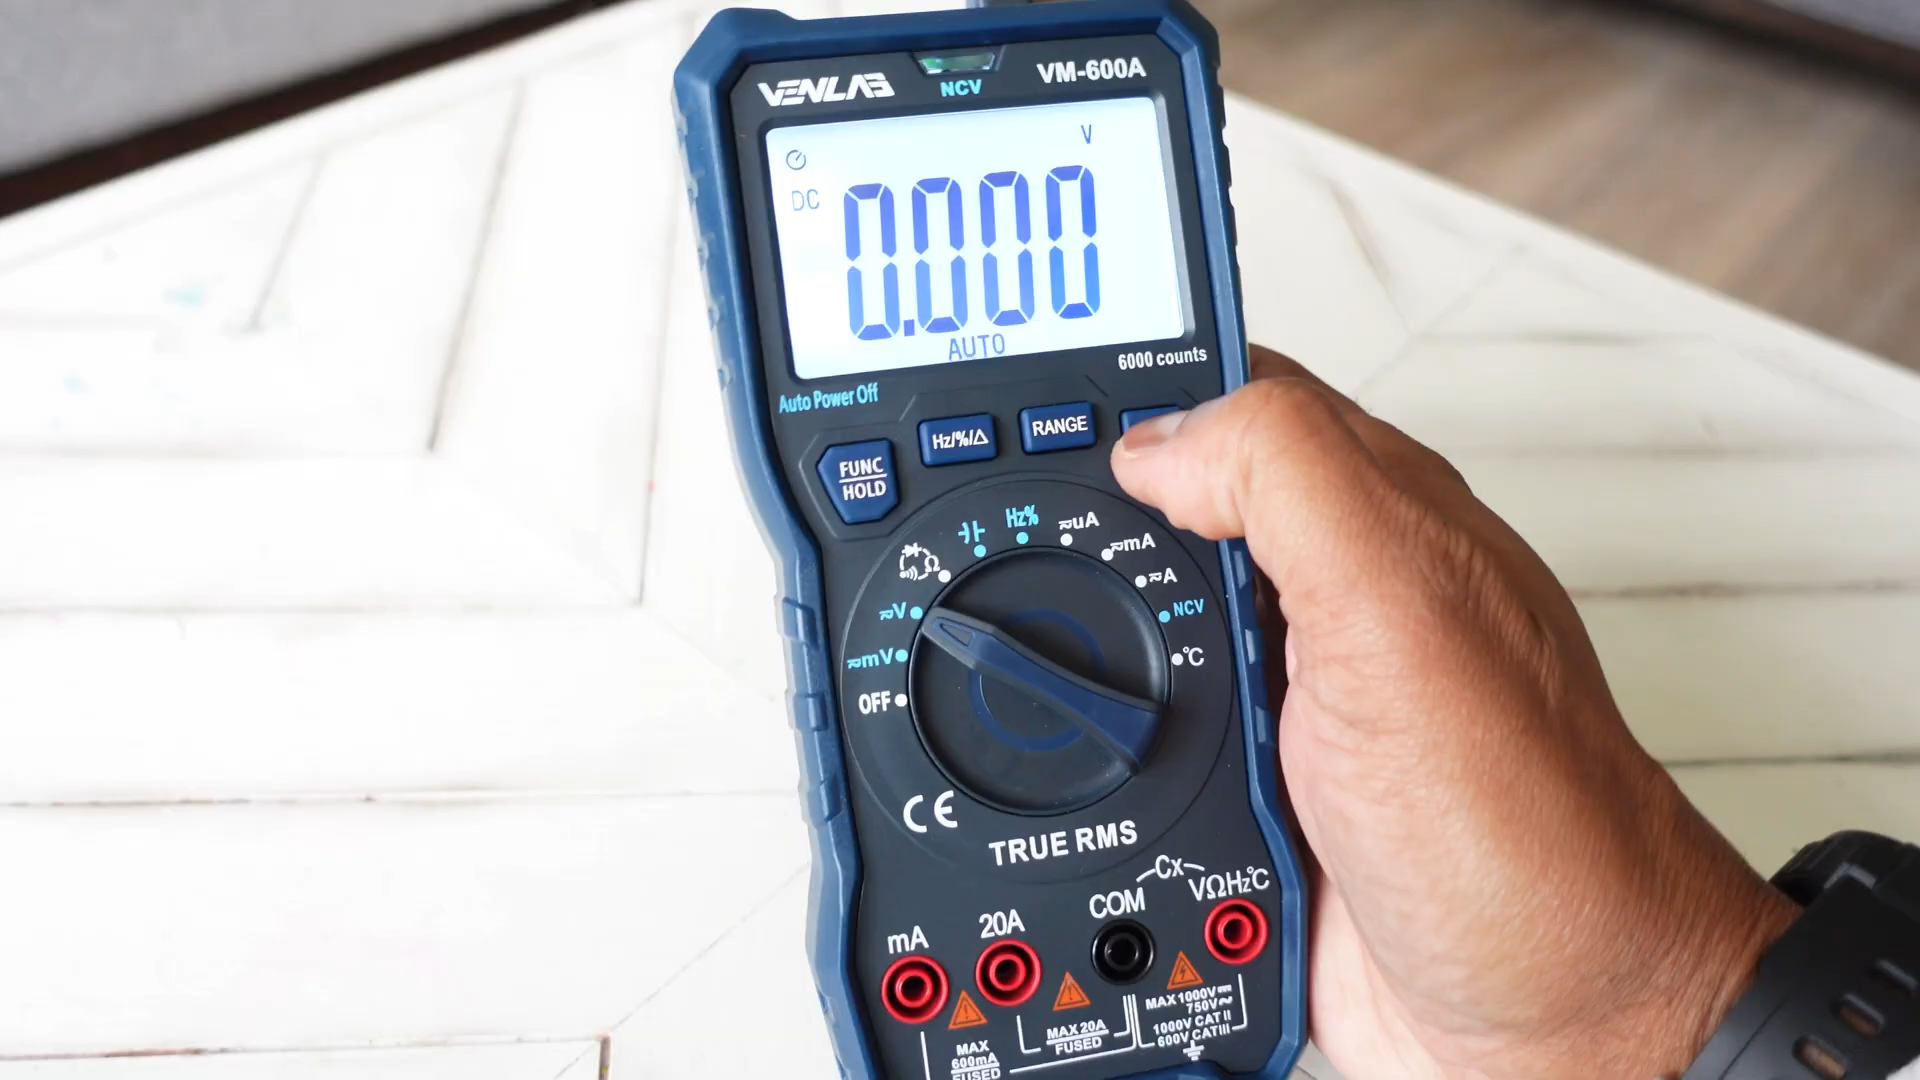 VENLAB
NCV
VM-600A
V
DC
0.000
AUTO
6000 counts
Auto Power Off
FUNC
HOLD
Hz/%/Δ
RANGE
Hz%
uA
mA
A
NCV
°C
Ω
V
mV
OFF
CE
TRUE RMS
Cx
mA
20A
COM
VΩHz°C
MAX
600mA
FUSED
MAX 20A
FUSED
MAX 1000V
750V~
1000V CAT II
600V CAT III